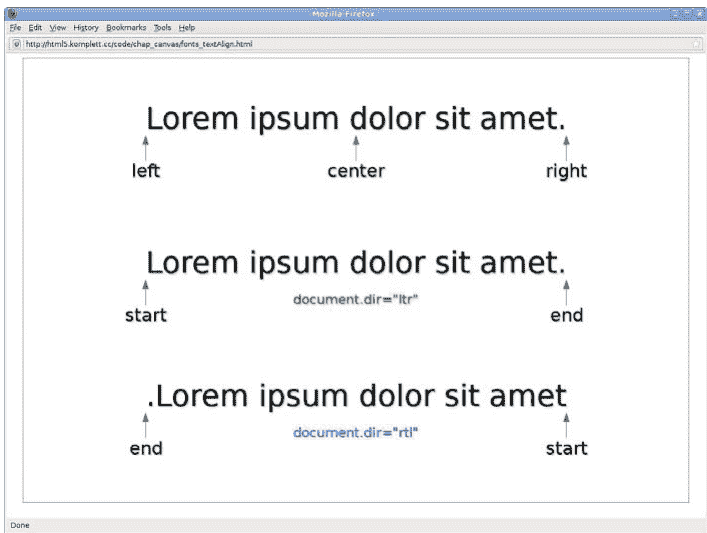 Mozilla Firefox
File Edit View History Bookmarks Tools Help
http://html5.komplett.cc/code/chap_canvas/fonts_textAlign.html
Lorem ipsum dolor sit amet.
left center right
Lorem ipsum dolor sit amet.
document.dir="ltr"
start end
.Lorem ipsum dolor sit amet
document.dir="rtl"
end start
Done